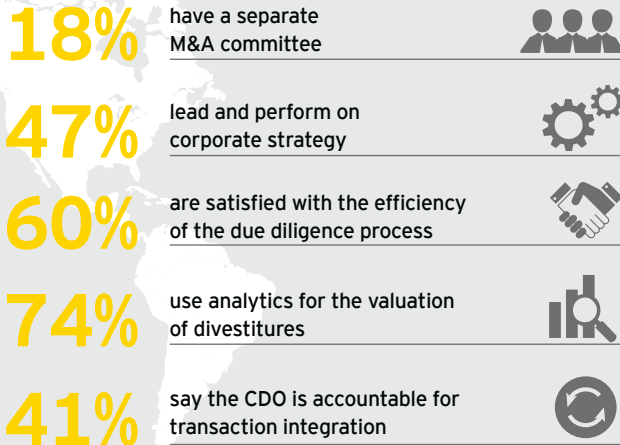 18%
have a separate
M&A committee
47%
lead and perform on
corporate strategy
60%
are satisfied with the efficiency
of the due diligence process
74%
use analytics for the valuation
of divestitures
41%
say the CDO is accountable for
transaction integration